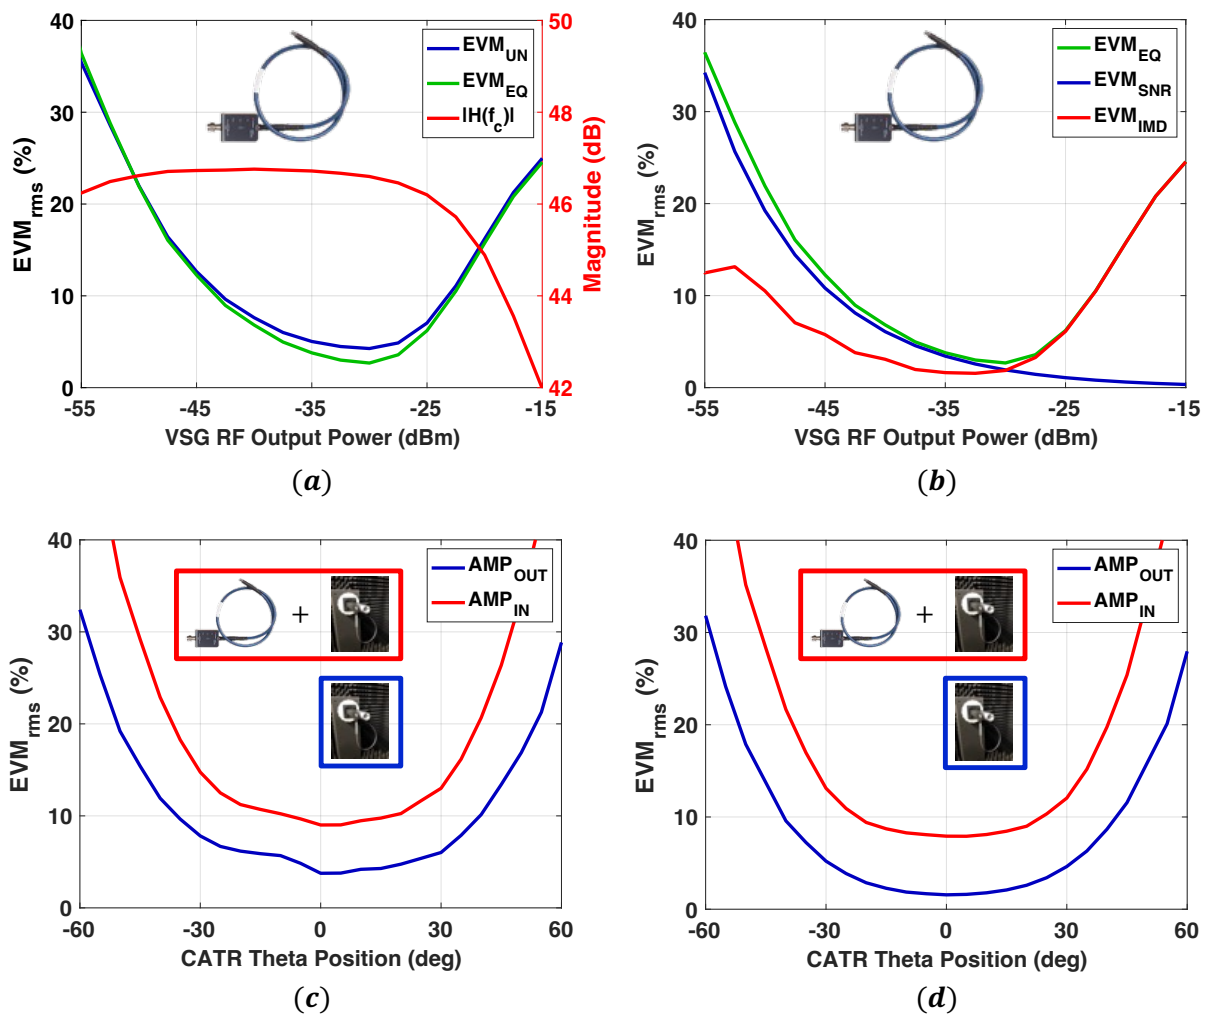 40
30
20
10
0
EVM_rms (%)
50
48
46
44
42
Magnitude (dB)
EVM_UN
EVM_EQ
|H(f_c)|
-55
-45
-35
-25
-15
VSG RF Output Power (dBm)
(a)
40
30
20
10
0
EVM_rms (%)
EVM_EQ
EVM_SNR
EVM_IMD
-55
-45
-35
-25
-15
VSG RF Output Power (dBm)
(b)
40
30
20
10
0
EVM_rms (%)
AMP_OUT
AMP_IN
+
-60
-30
0
30
60
CATR Theta Position (deg)
(c)
40
30
20
10
0
EVM_rms (%)
AMP_OUT
AMP_IN
+
-60
-30
0
30
60
CATR Theta Position (deg)
(d)